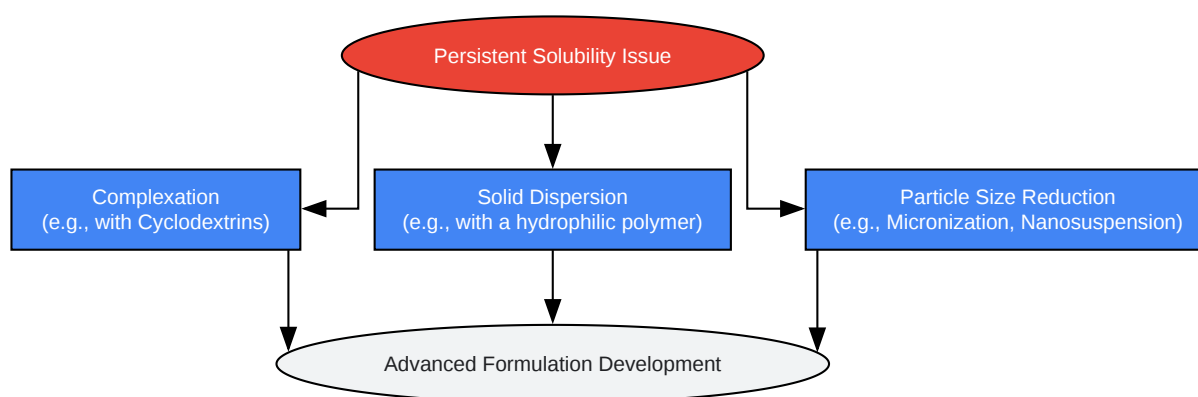 Persistent Solubility Issue
Complexation
(e.g., with Cyclodextrins)
Solid Dispersion
(e.g., with a hydrophilic polymer)
Particle Size Reduction
(e.g., Micronization, Nanosuspension)
Advanced Formulation Development